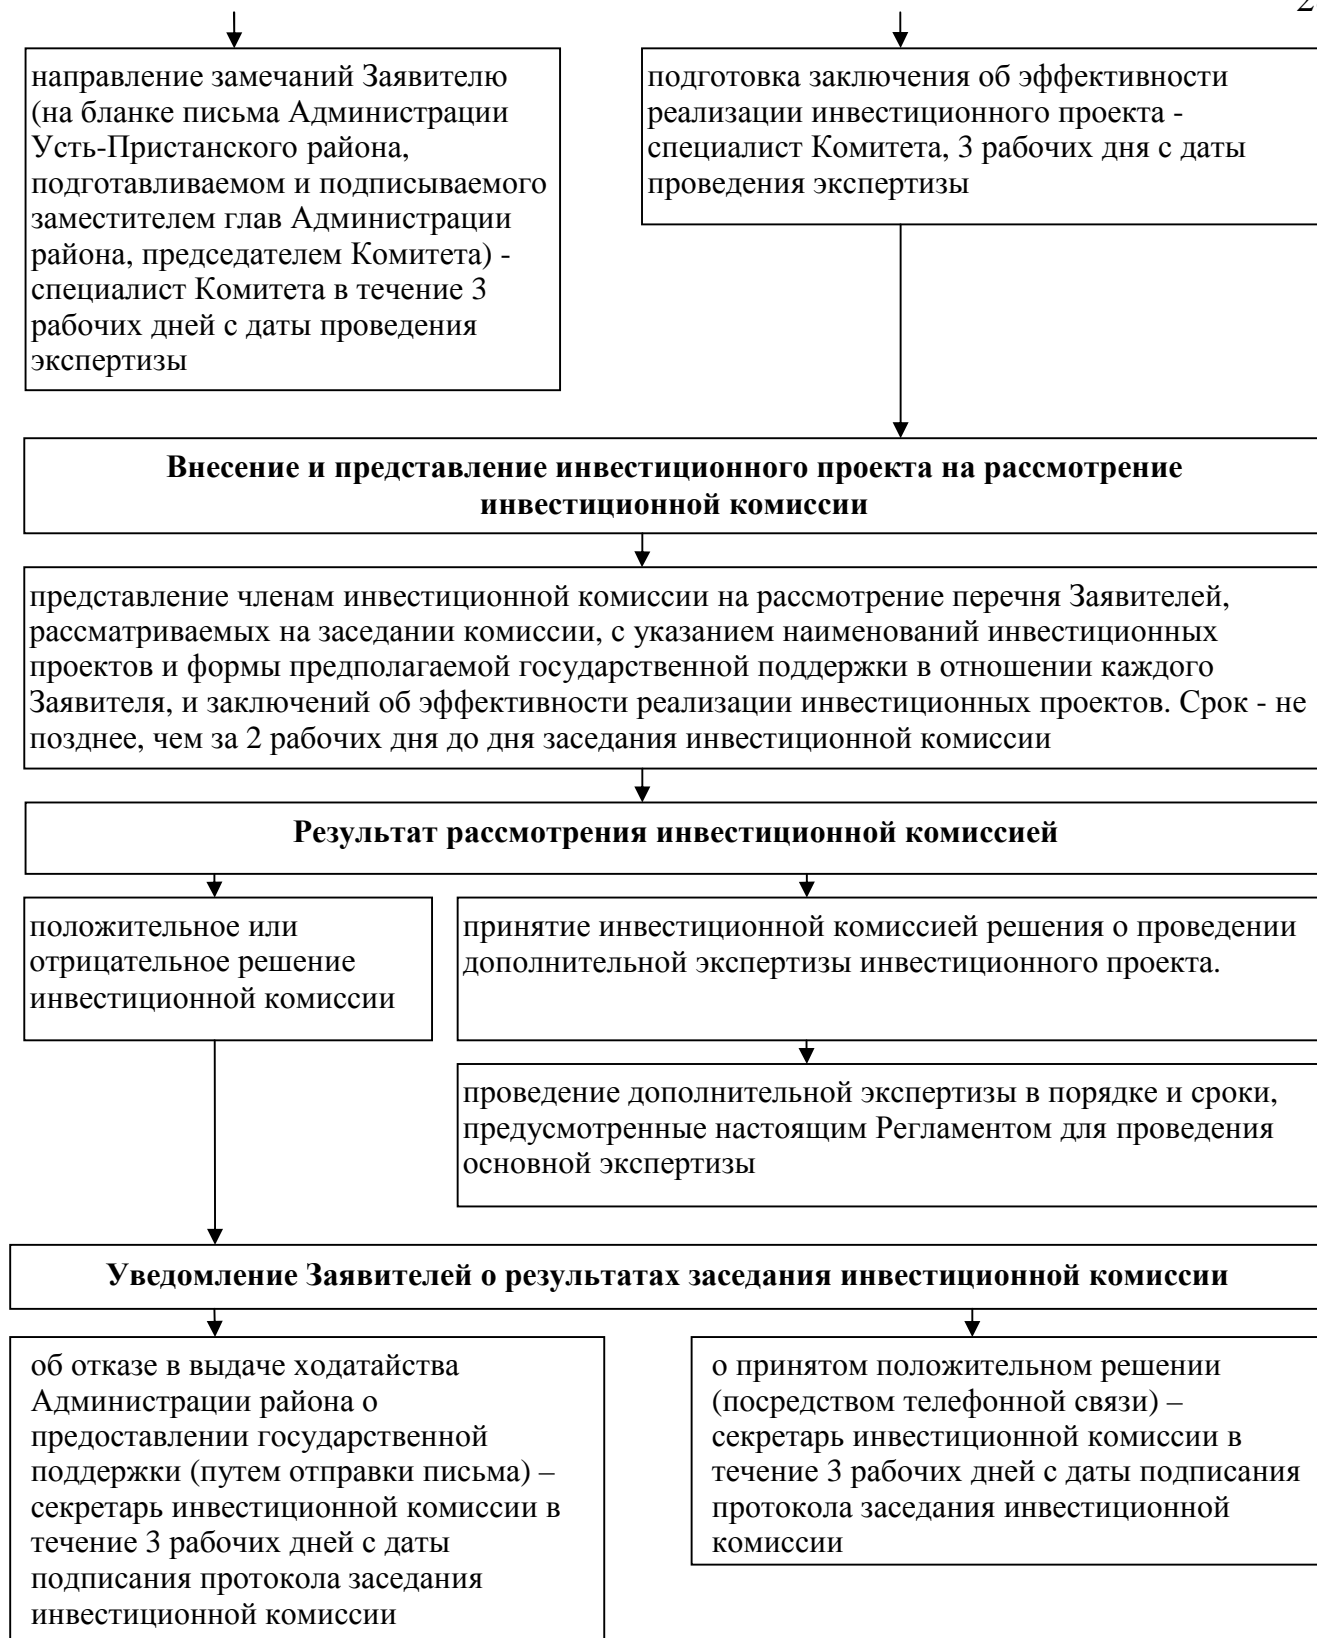 2
направление замечаний Заявителю
(на бланке письма Администрации
Усть-Пристанского района,
подготавливаемом и подписываемого
заместителем глав Администрации
района, председателем Комитета) -
специалист Комитета в течение 3
рабочих дней с даты проведения
экспертизы
подготовка заключения об эффективности
реализации инвестиционного проекта -
специалист Комитета, 3 рабочих дня с даты
проведения экспертизы
Внесение и представление инвестиционного проекта на рассмотрение
инвестиционной комиссии
представление членам инвестиционной комиссии на рассмотрение перечня Заявителей,
рассматриваемых на заседании комиссии, с указанием наименований инвестиционных
проектов и формы предполагаемой государственной поддержки в отношении каждого
Заявителя, и заключений об эффективности реализации инвестиционных проектов. Срок - не
позднее, чем за 2 рабочих дня до дня заседания инвестиционной комиссии
Результат рассмотрения инвестиционной комиссией
положительное или
отрицательное решение
инвестиционной комиссии
принятие инвестиционной комиссией решения о проведении
дополнительной экспертизы инвестиционного проекта.
проведение дополнительной экспертизы в порядке и сроки,
предусмотренные настоящим Регламентом для проведения
основной экспертизы
Уведомление Заявителей о результатах заседания инвестиционной комиссии
об отказе в выдаче ходатайства
Администрации района о
предоставлении государственной
поддержки (путем отправки письма) –
секретарь инвестиционной комиссии в
течение 3 рабочих дней с даты
подписания протокола заседания
инвестиционной комиссии
о принятом положительном решении
(посредством телефонной связи) –
секретарь инвестиционной комиссии в
течение 3 рабочих дней с даты подписания
протокола заседания инвестиционной
комиссии